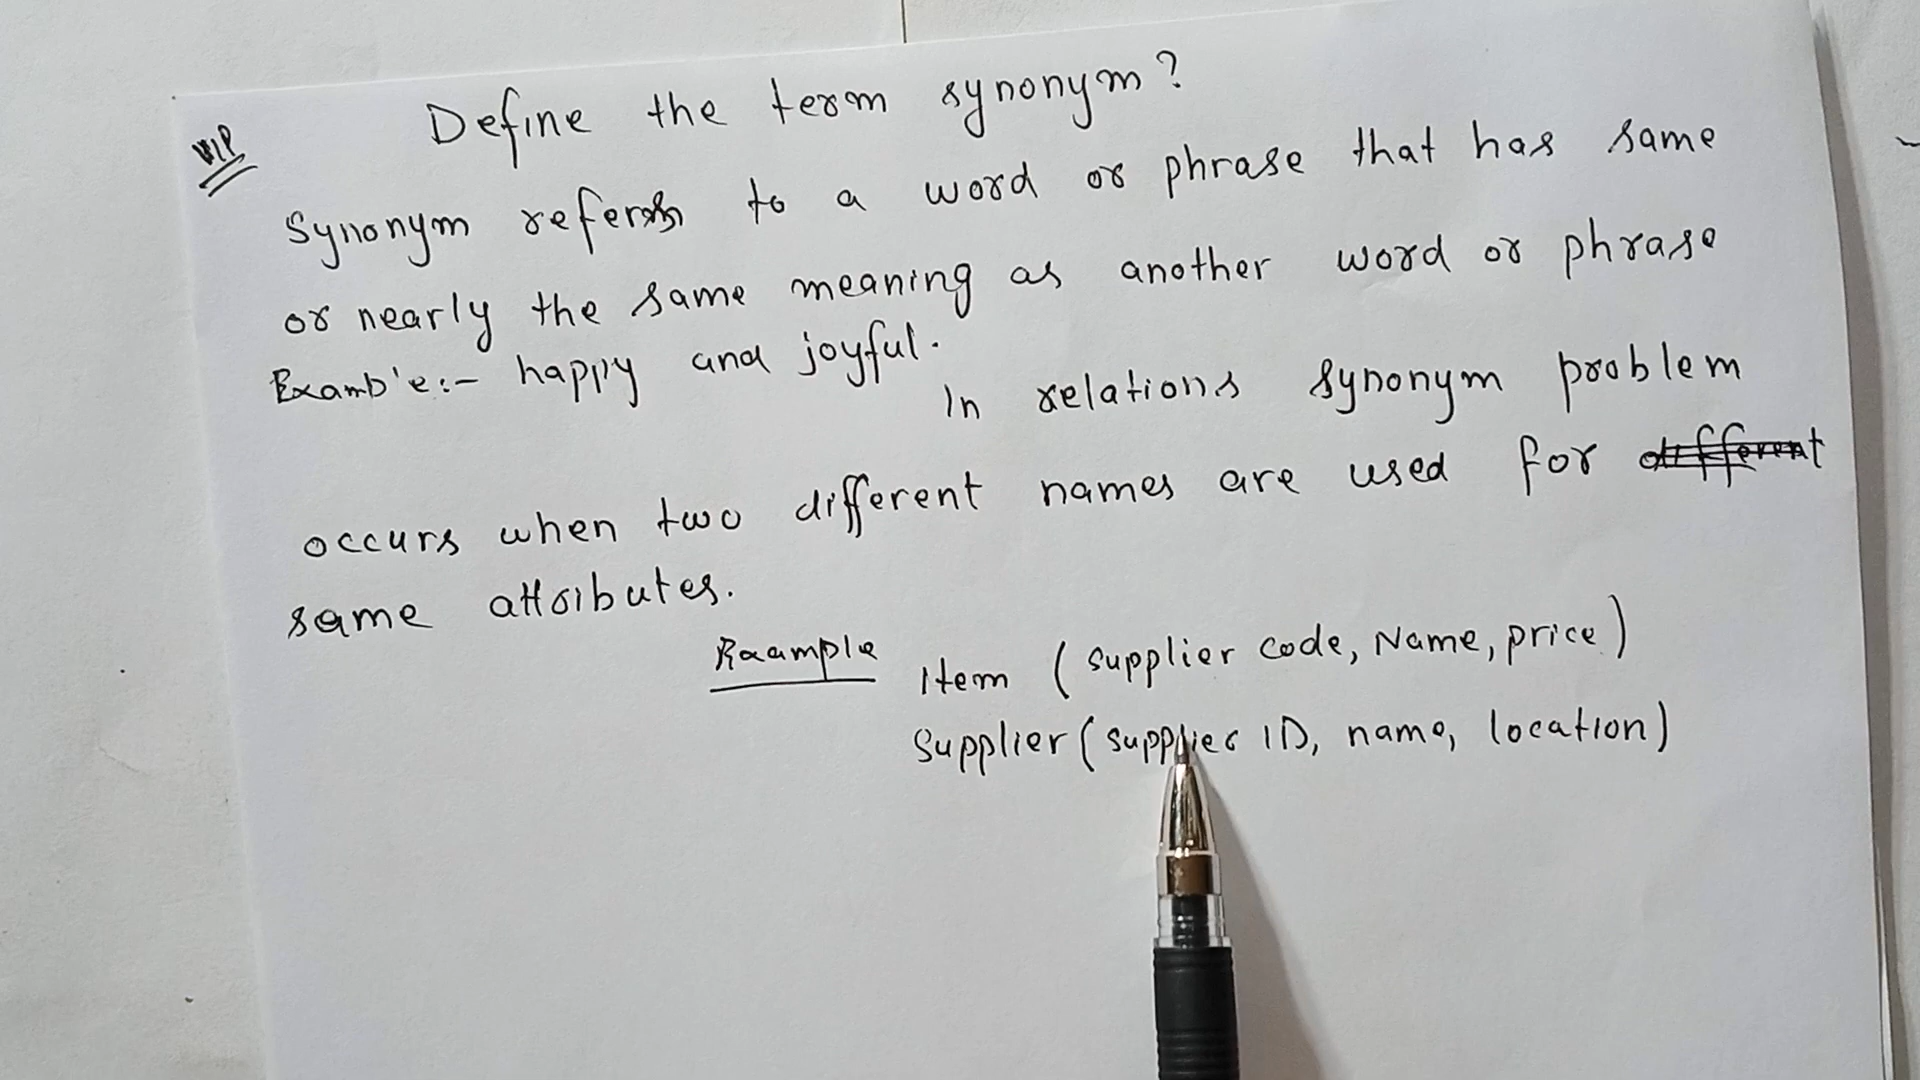 VIP
Define the term synonym?
Synonym refers to a word or phrase that has same
or nearly the same meaning as another word or phrase
Examb'e:- happy and joyful.
In relations synonym problem
occurs when two different names are used for different
same attributes.
Example Item (supplier code, Name, price)
Supplier (supplier ID, name, location)